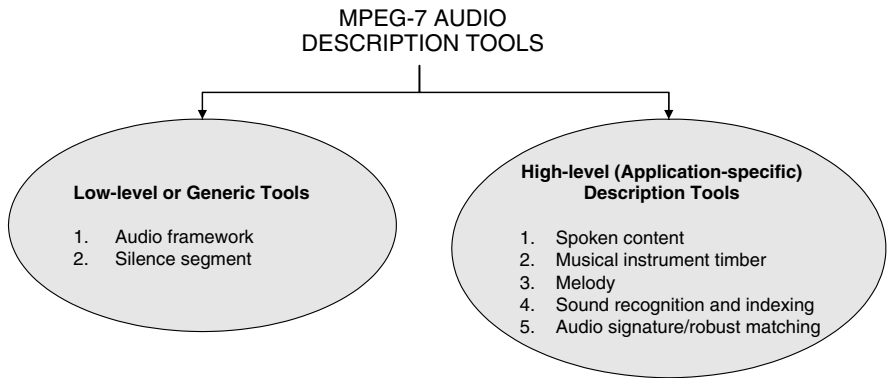 MPEG-7 AUDIO
DESCRIPTION TOOLS
Low-level or Generic Tools
1. Audio framework
2. Silence segment
High-level (Application-specific)
Description Tools
1. Spoken content
2. Musical instrument timber
3. Melody
4. Sound recognition and indexing
5. Audio signature/robust matching